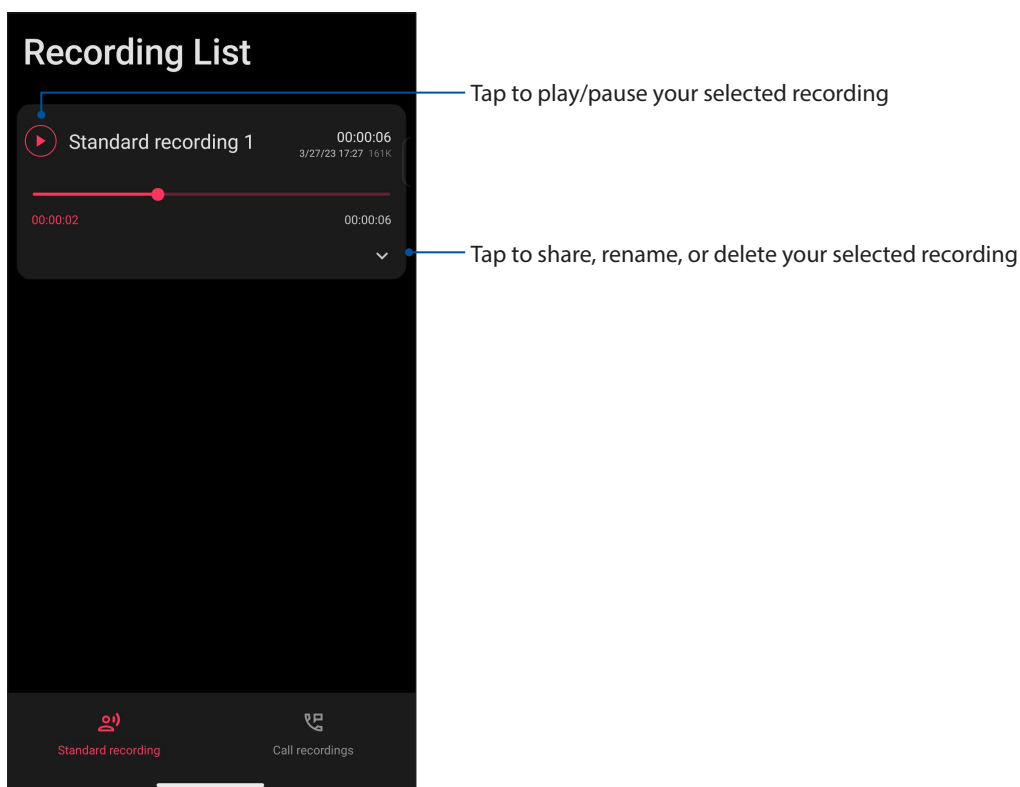 Recording List
Tap to play/pause your selected recording
Standard recording 1
00:00:06
3/27/23 17:27 161K
00:00:02
00:00:06
Tap to share, rename, or delete your selected recording
Standard recording
Call recordings